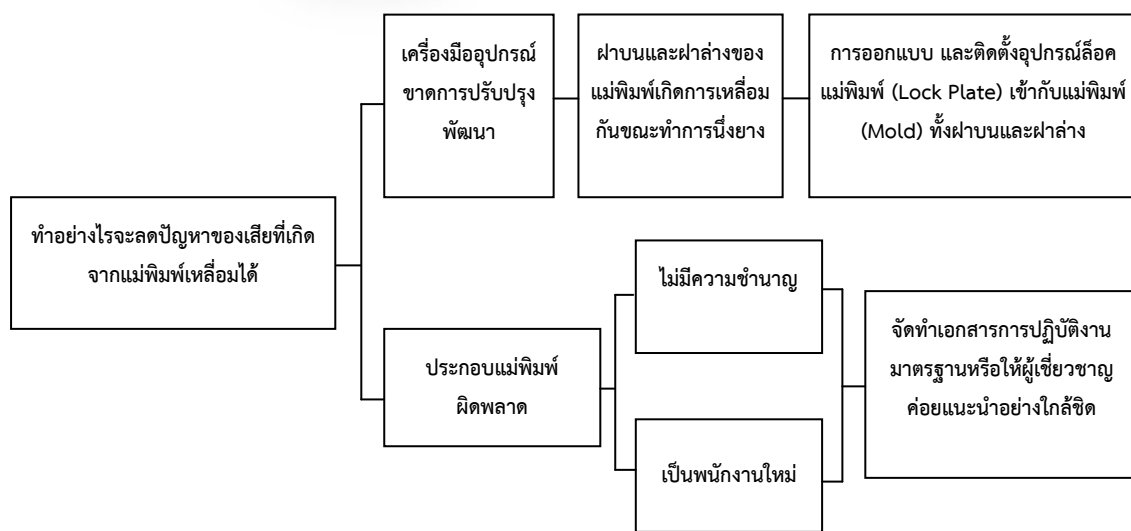 เครื่องมืออุปกรณ์
ขาดการปรับปรุง
พัฒนา
ฝาบนและฝาล่างของ
แม่พิมพ์เกิดการเหลื่อม
กันขณะทำการนึ่งยาง
การออกแบบ และติดตั้งอุปกรณ์ล็อค
แม่พิมพ์ (Lock Plate) เข้ากับแม่พิมพ์
(Mold) ทั้งฝาบนและฝาล่าง
ทำอย่างไรจะลดปัญหาของเสียที่เกิด
จากแม่พิมพ์เหลื่อมได้
ประกอบแม่พิมพ์
ผิดพลาด
ไม่มีความชำนาญ
เป็นพนักงานใหม่
จัดทำเอกสารการปฏิบัติงาน
มาตรฐานหรือให้ผู้เชี่ยวชาญ
ค่อยแนะนำอย่างใกล้ชิด